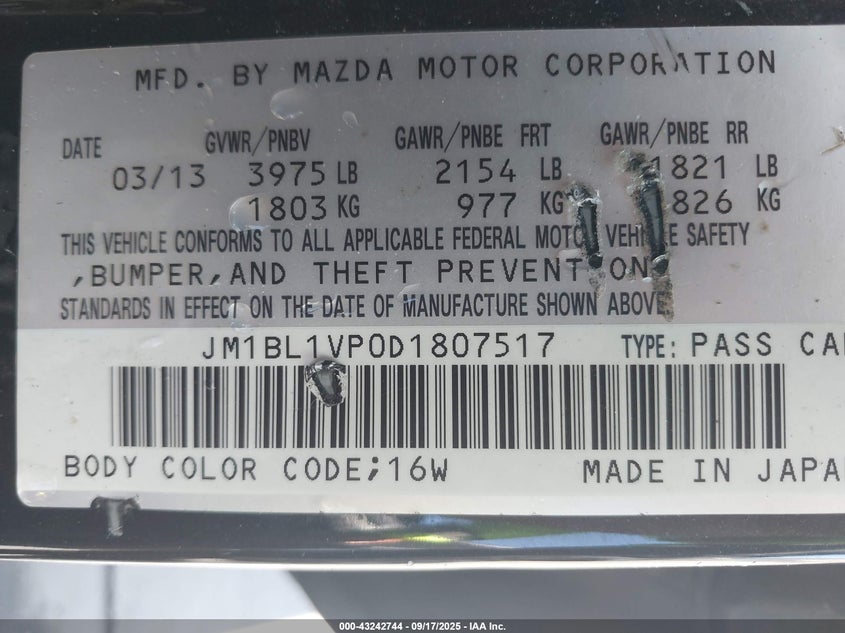 MFD. BY MAZDA MOTOR CORPORATION
DATE GVWR/PNBV GAWR/PNBE FRT GAWR/PNBE RR
03/13 3975 LB 2154 LB 1821 LB
1803 KG 977 KG 826 KG
THIS VEHICLE CONFORMS TO ALL APPLICABLE FEDERAL MOTOR VEHICLE SAFETY
,BUMPER,AND THEFT PREVENTION
STANDARDS IN EFFECT ON THE DATE OF MANUFACTURE SHOWN ABOVE
JM1BL1VP0D1807517 TYPE: PASS CAR
BODY COLOR CODE;16W MADE IN JAPA
000-43242744 - 09/17/2025 - IAA Inc.